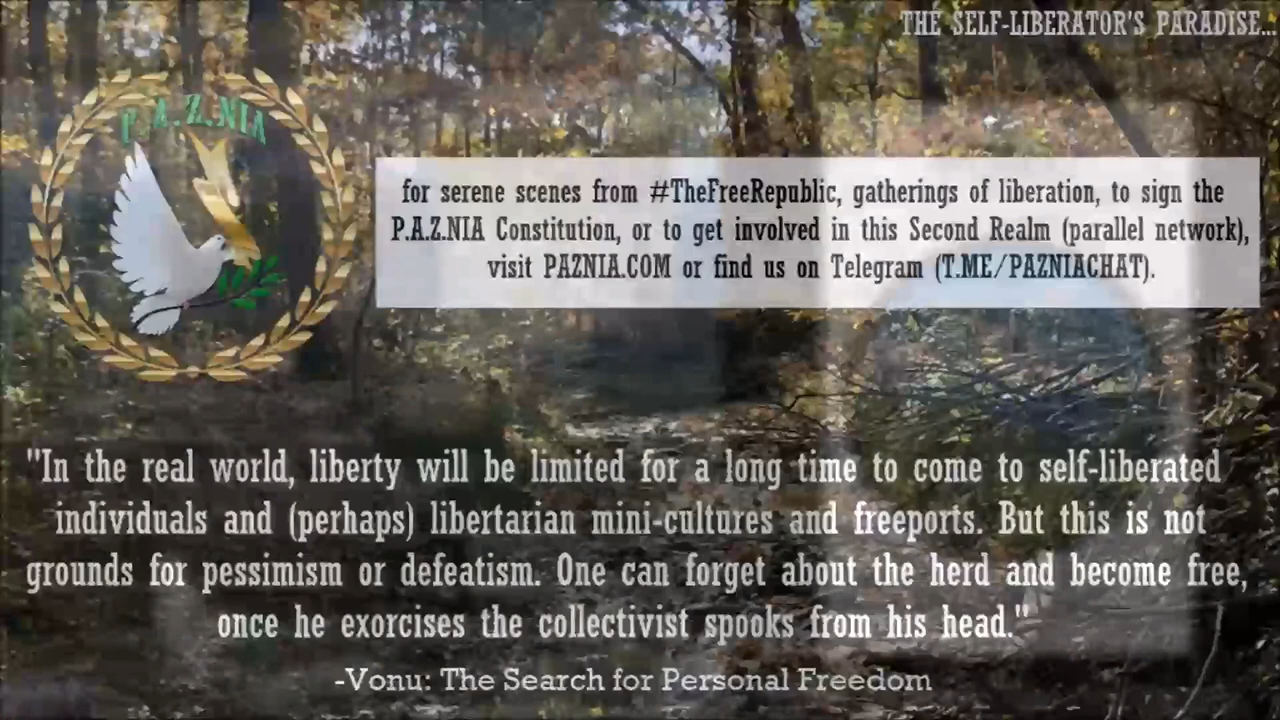 THE SELF-LIBERATOR'S PARADISE...
P.A.Z.NIA
for serene scenes from #TheFreeRepublic, gatherings of liberation, to sign the
P.A.Z.NIA Constitution, or to get involved in this Second Realm (parallel network),
visit PAZNIA.COM or find us on Telegram (T.ME/PAZNIACHAT).
"In the real world, liberty will be limited for a long time to come to self-liberated
individuals and (perhaps) libertarian mini-cultures and freeports. But this is not
grounds for pessimism or defeatism. One can forget about the herd and become free,
once he exorcises the collectivist spooks from his head."
-Vonu: The Search for Personal Freedom